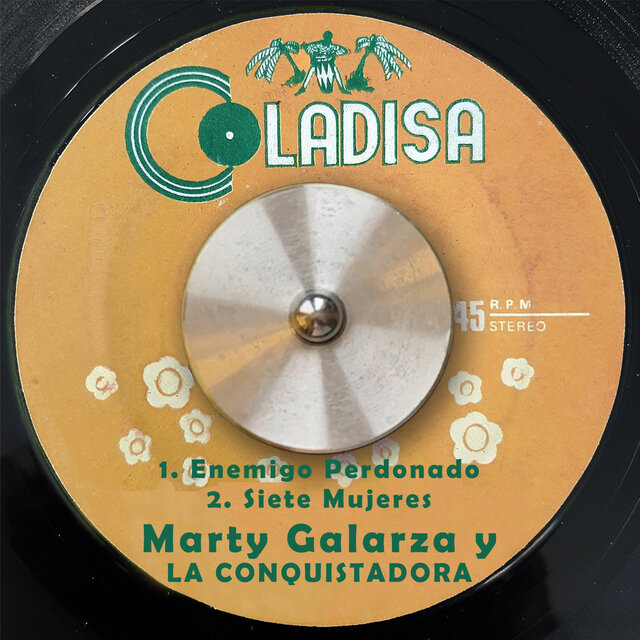 COLADISA
45 R.P.M.
STEREO
1. Enemigo Perdonado
2. Siete Mujeres
Marty Galarza y
LA CONQUISTADORA